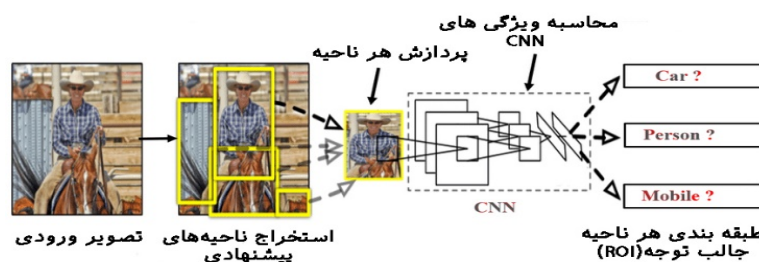 محاسبه ویژگی های
CNN
پردازش هر ناحیه
Car ?
Person ?
Mobile ?
CNN
تصویر ورودی
استخراج ناحیه‌های
پیشنهادی
طبقه بندی هر ناحیه
جالب توجه(ROI)